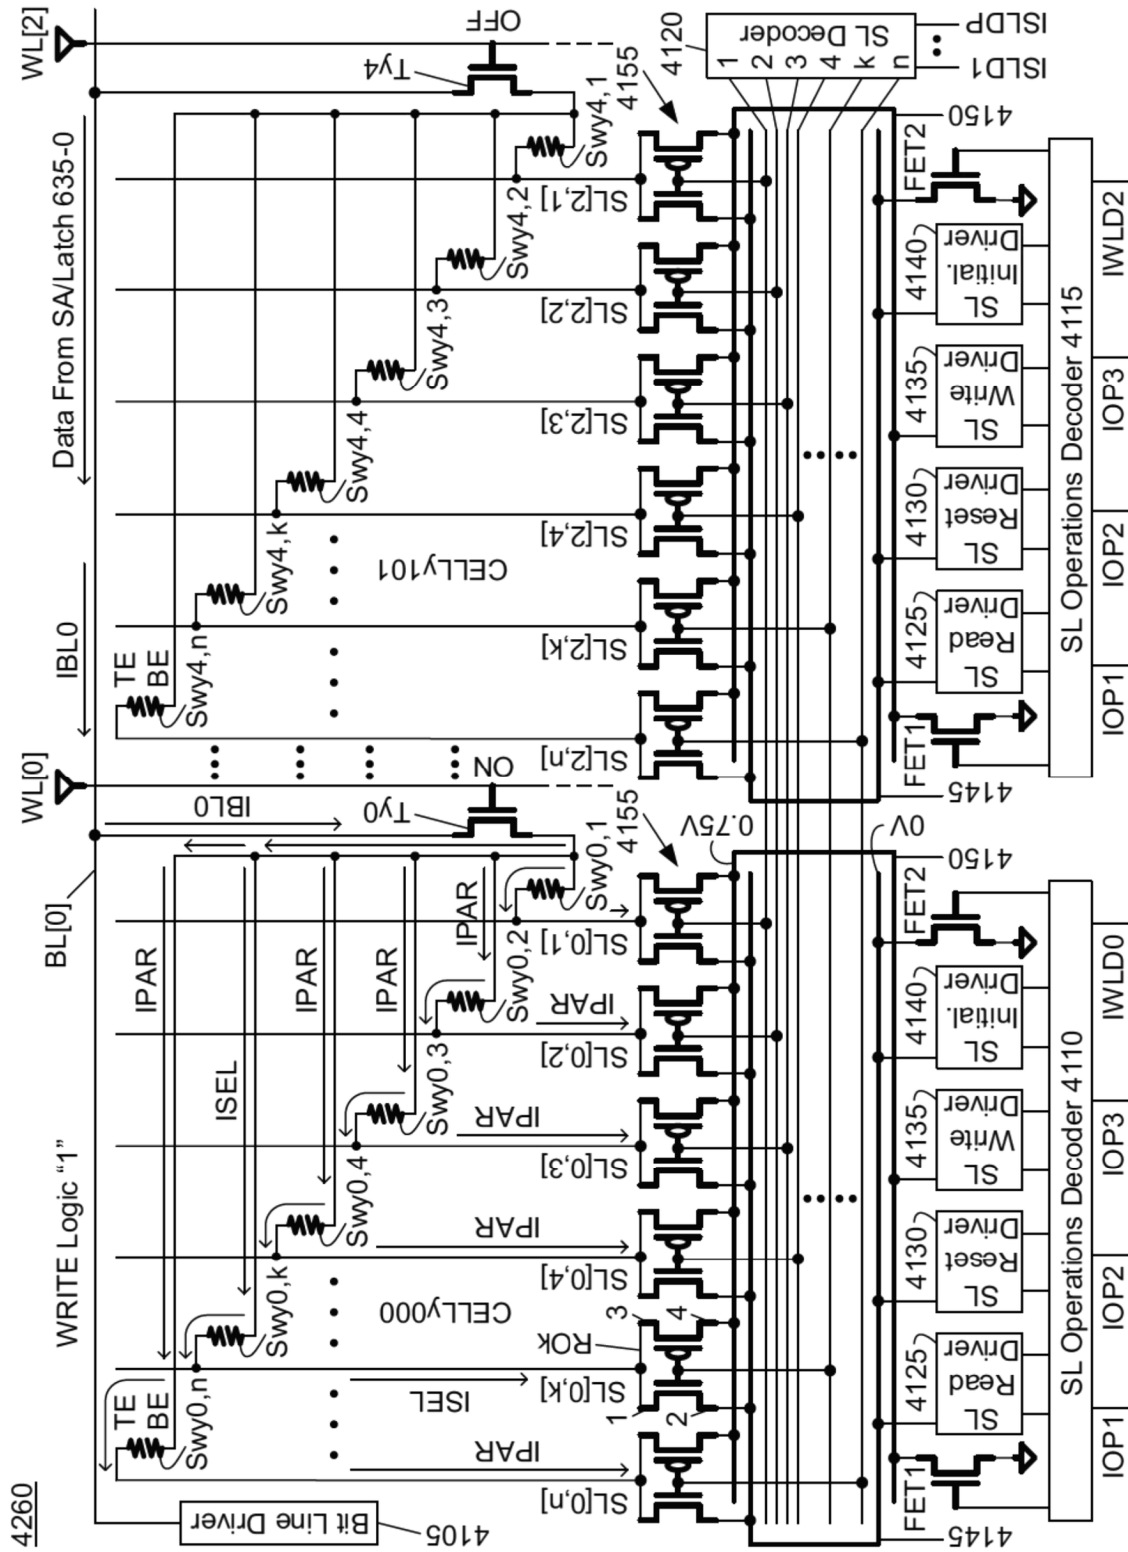 4260
WRITE Logic “1”
BL[0]
WL[0]
Data From SA/Latch 635-0
IBL0
WL[2]
Bit Line Driver
4105
TE
BE
Swy0,n
Swy0,k
Swy0,4
Swy0,3
Swy0,2
Swy0,1
IPAR
ISEL
IPAR
IPAR
IPAR
IBL0
Ty0
ON
CELLy000
TE
BE
Swy4,n
Swy4,k
Swy4,4
Swy4,3
Swy4,2
Swy4,1
Ty4
OFF
CELLy101
IPAR
ISEL
IPAR
IPAR
IPAR
SL[0,n]
SL[0,k]
SL[0,4]
SL[0,3]
SL[0,2]
SL[0,1]
4155
SL[2,n]
SL[2,k]
SL[2,4]
SL[2,3]
SL[2,2]
SL[2,1]
4155
1
2
ROk
3
4
0.75V
0V
4120
SL Decoder
1
2
3
4
k
n
ISLD1
ISLDP
4145
FET1
4125
SL
Read
Driver
4130
SL
Reset
Driver
4135
SL
Write
Driver
4140
SL
Initial.
Driver
FET2
4150
SL Operations Decoder 4110
IOP1
IOP2
IOP3
IWLD0
4145
FET1
4125
SL
Read
Driver
4130
SL
Reset
Driver
4135
SL
Write
Driver
4140
SL
Initial.
Driver
FET2
4150
SL Operations Decoder 4115
IOP1
IOP2
IOP3
IWLD2